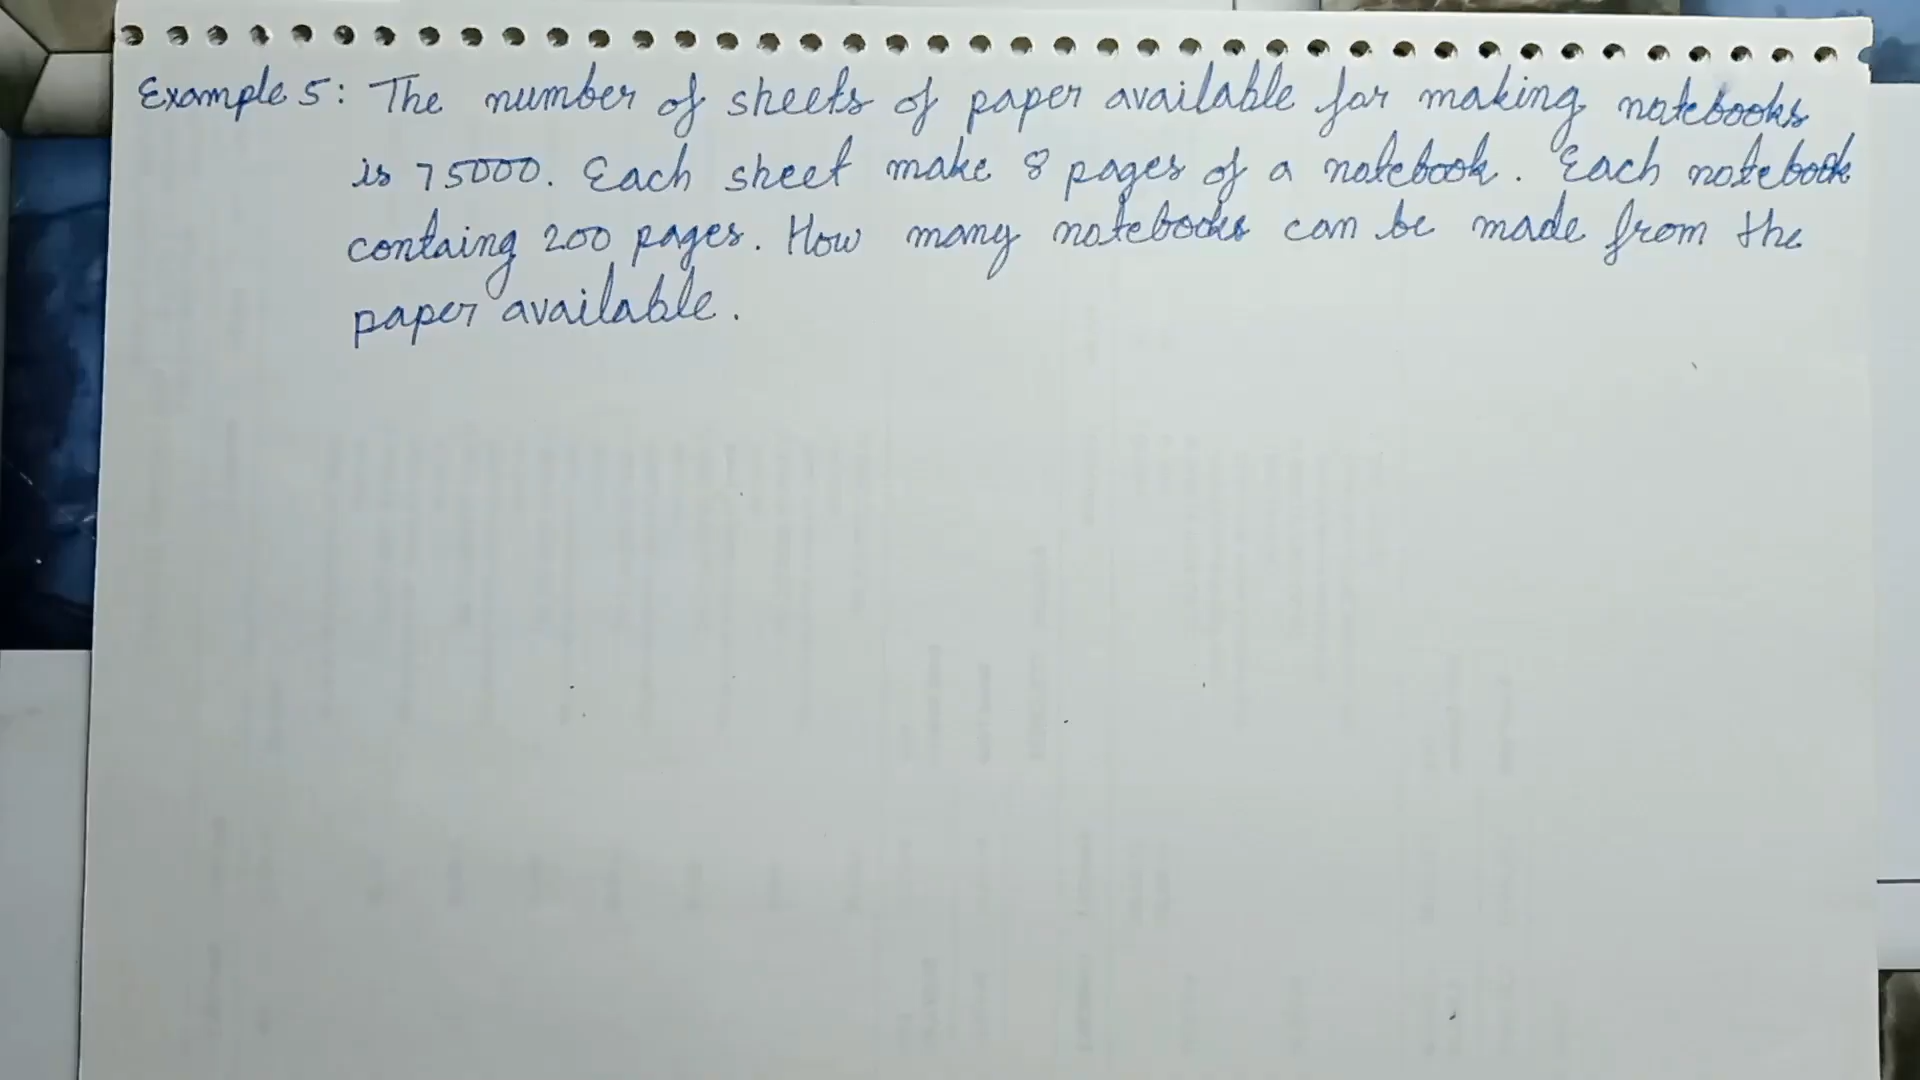 Example 5: The number of sheets of paper available for making notebooks
is 75000. Each sheet make 8 pages of a notebook. Each notebook
containg 200 pages. How many notebooks can be made from the
paper available.